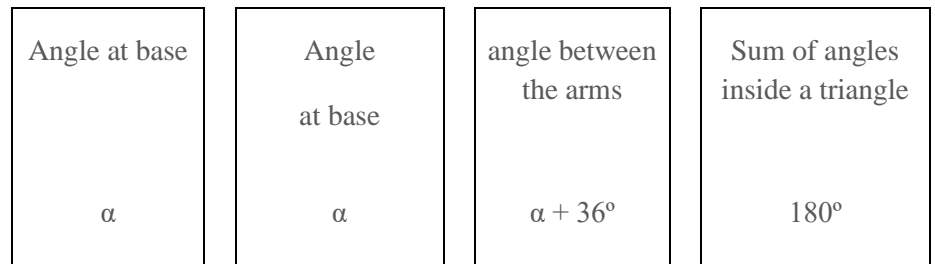 Angle at base
α
Angle
at base
α
angle between
the arms
α + 36º
Sum of angles
inside a triangle
180º